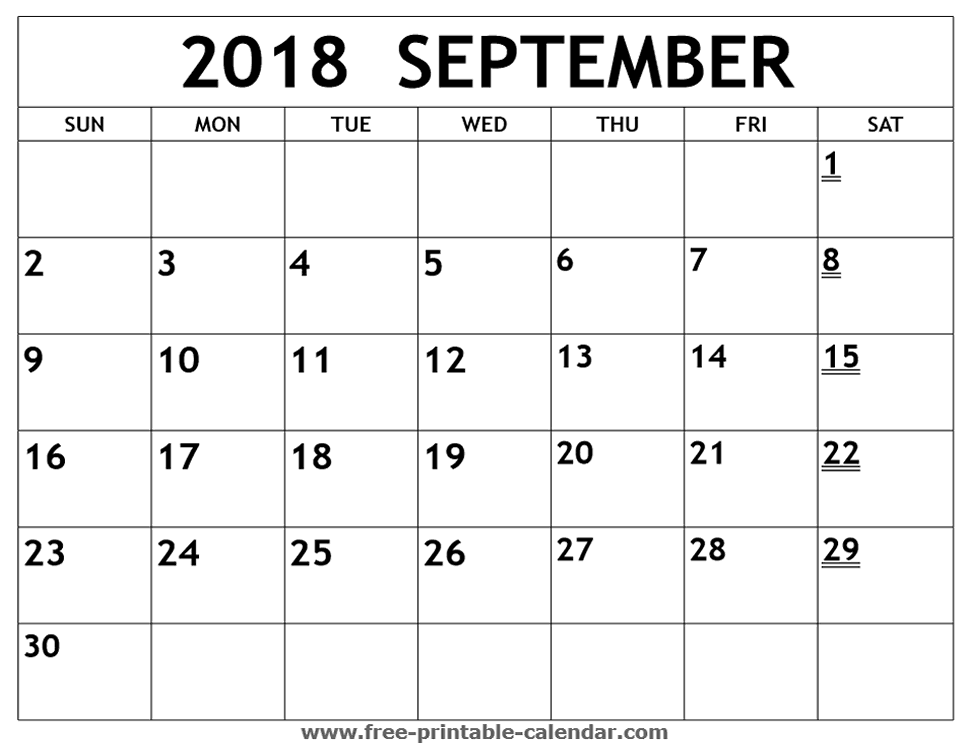 2018 SEPTEMBER
SUN MON TUE WED THU FRI SAT
1
2 3 4 5 6 7 8
9 10 11 12 13 14 15
16 17 18 19 20 21 22
23 24 25 26 27 28 29
30
www.free-printable-calendar.com